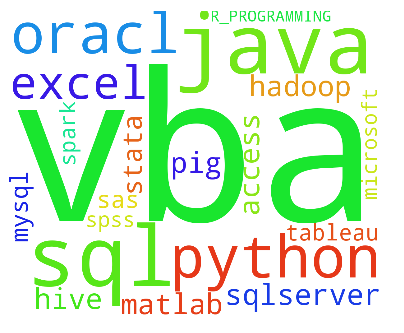 R_PROGRAMMING
oracl
java
excel
hadoop
spark
vba
stata
pig
access
microsoft
mysql
sas
spss
sql
python
tableau
hive
matlab
sqlserver